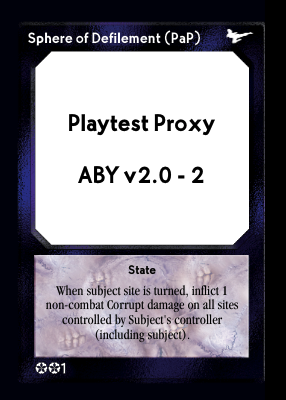 Sphere of Defilement (PaP)
Playtest Proxy
ABY v2.0 - 2
State
When subject site is turned, inflict 1
non-combat Corrupt damage on all sites
controlled by Subject's controller
(including subject).
1